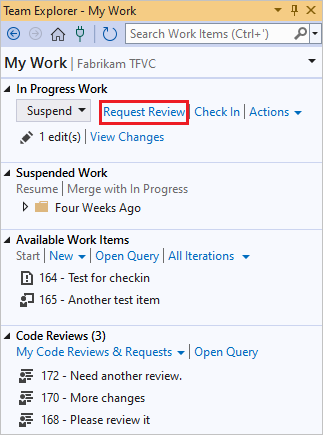 Team Explorer - My Work
Search Work Items (Ctrl+')
My Work | Fabrikam TFVC
In Progress Work
Suspend | Request Review | Check In | Actions
1 edit(s) | View Changes
Suspended Work
Resume | Merge with In Progress
Four Weeks Ago
Available Work Items
Start | New | Open Query | All Iterations
164 - Test for checkin
165 - Another test item
Code Reviews (3)
My Code Reviews & Requests | Open Query
172 - Need another review.
170 - More changes
168 - Please review it